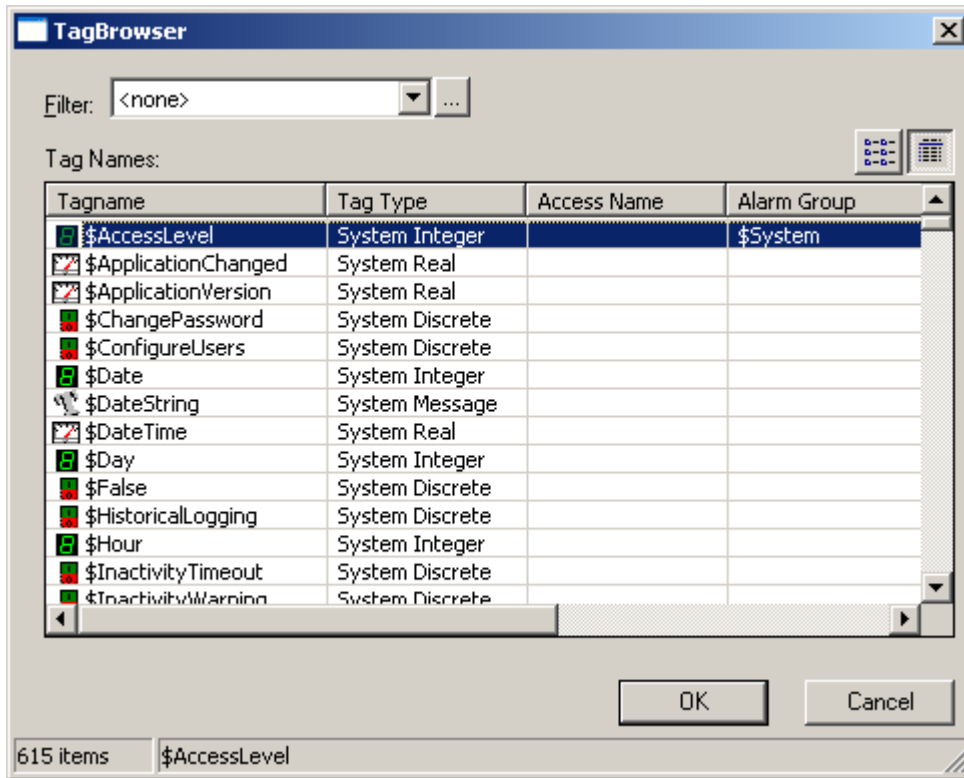 TagBrowser
Filter: <none> ...
Tag Names:
Tagname Tag Type Access Name Alarm Group
$AccessLevel System Integer $System
$ApplicationChanged System Real
$ApplicationVersion System Real
$ChangePassword System Discrete
$ConfigureUsers System Discrete
$Date System Integer
$DateString System Message
$DateTime System Real
$Day System Integer
$False System Discrete
$HistoricalLogging System Discrete
$Hour System Integer
$InactivityTimeout System Discrete
$InactivityWarning System Discrete
OK Cancel
615 items $AccessLevel